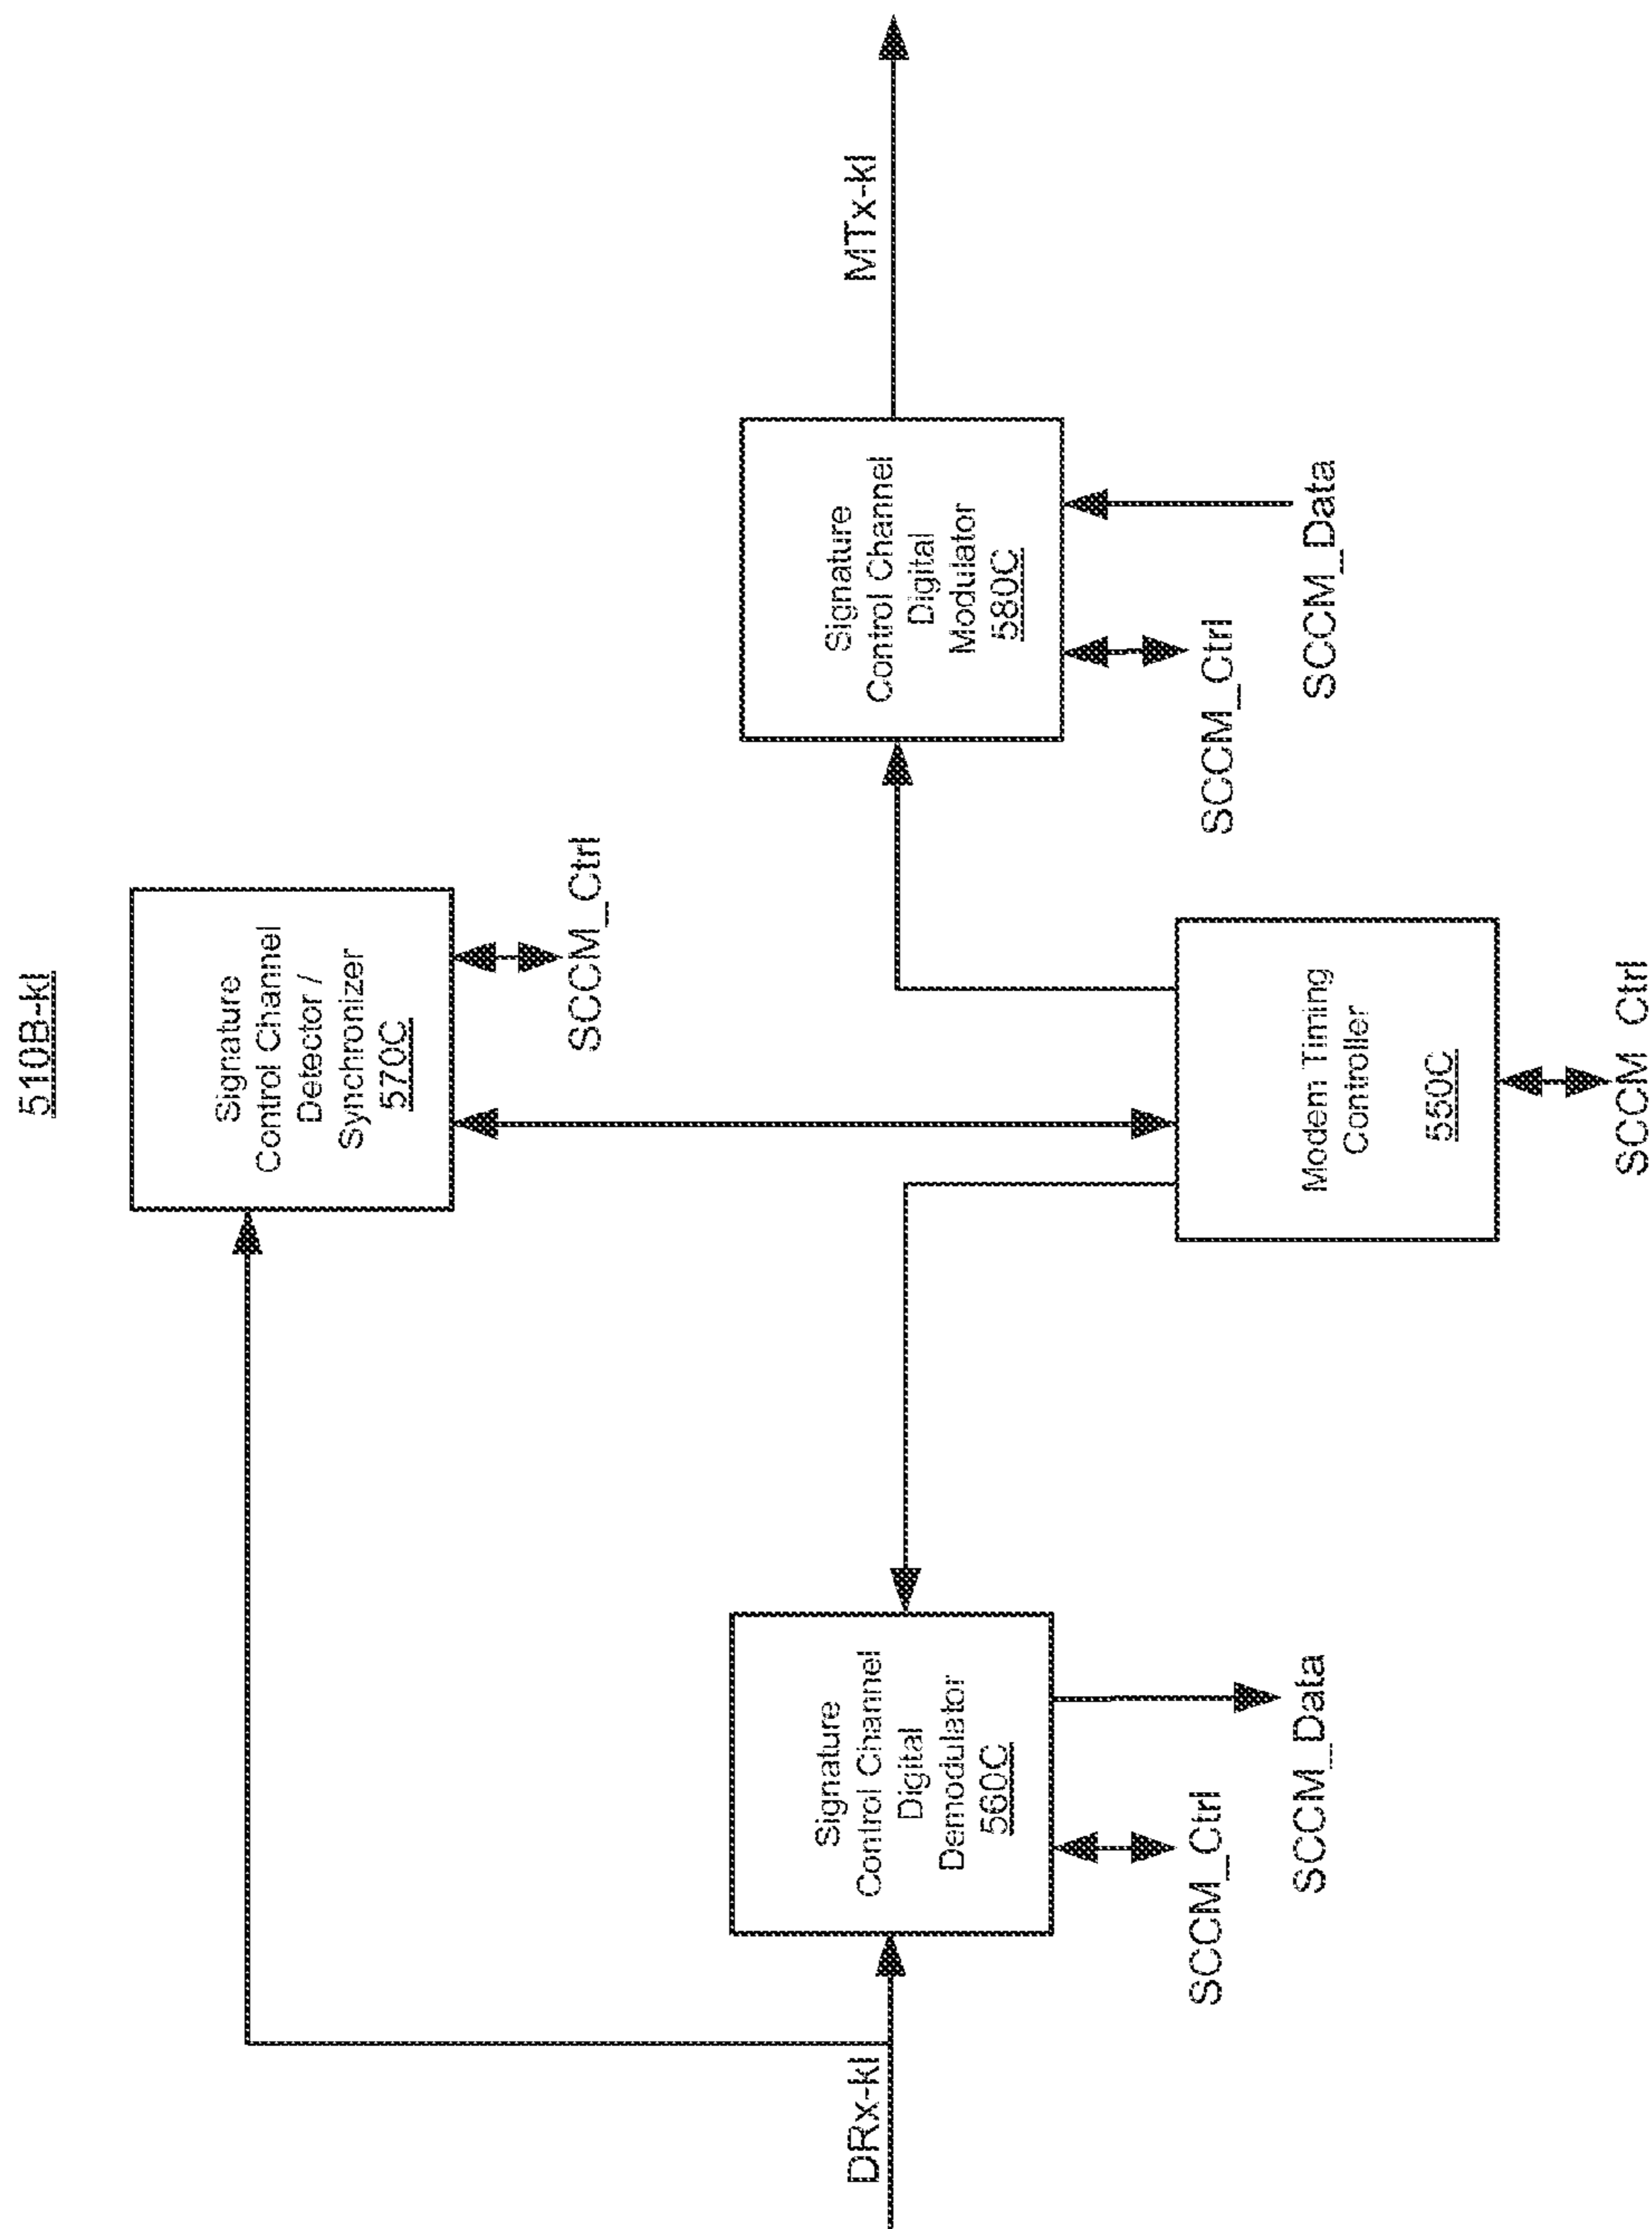 510B-kl
Signature
Control Channel
Detector /
Synchronizer
570C
SCCM_Ctrl
DRx-kl
Signature
Control Channel
Digital
Demodulator
560C
SCCM_Ctrl
SCCM_Data
Signature
Control Channel
Digital
Modulator
580C
SCCM_Ctrl
SCCM_Data
MTx-kl
Modem Timing
Controller
550C
SCCM_Ctrl